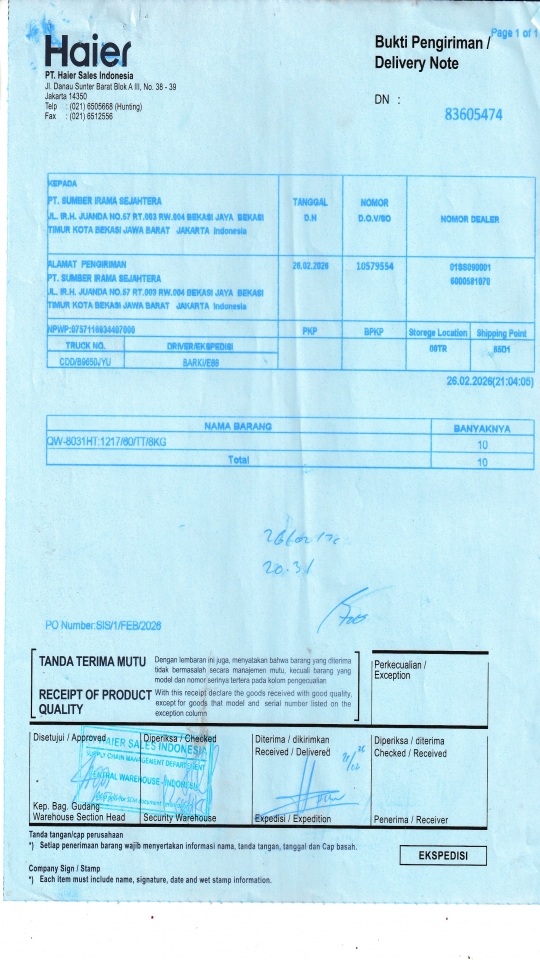 Page 1 of 1
Haier
Bukti Pengiriman /
Delivery Note
PT. Haier Sales Indonesia
Jl. Danau Sunter Barat Blok A III, No. 38 - 39
Jakarta 14350
Telp : (021) 6505668 (Hunting)
Fax : (021) 6512556
DN : 83605474
KEPADA
PT. SUMBER IRAMA SEJAHTERA
JL. IR.H. JUANDA NO.57 RT.003 RW.004 BEKASI JAYA BEKASI
TIMUR KOTA BEKASI JAWA BARAT JAKARTA Indonesia
TANGGAL
D.N
NOMOR
D.O./SO
NOMOR DEALER
ALAMAT PENGIRIMAN
PT. SUMBER IRAMA SEJAHTERA
JL. IR.H. JUANDA NO.57 RT.003 RW.004 BEKASI JAYA BEKASI
TIMUR KOTA BEKASI JAWA BARAT JAKARTA Indonesia
26.02.2026
10579554
PKP
BPKP
Storage Location
Shipping Point
TRUCK NO.
DRIVER/EKSPEDISI
08TR
CDD/B9650JYU
26.02.2026(21:04:05)
NAMA BARANG
BANYAKNYA
QW-8031HT:1217/60/TT/8KG
10
Total
10
20.31
PO Number:SIS/1/FEB/2026
TANDA TERIMA MUTU
Dengan lembaran ini juga, menyatakan bahwa barang yang diterima
tidak bermasalah secara manajemen mutu, kecuali barang yang
model dan nomor serinya tertera pada kolom pengecualian
RECEIPT OF PRODUCT
QUALITY
With this receipt declare the goods received with good quality,
except for goods that model and serial number listed on the
exception column
Perkecualian /
Exception
Disetujui / Approved
Diperiksa / Checked
Diterima / dikirimkan
Received / Delivered
Diperiksa / diterima
Checked / Received
HAIER SALES INDONESIA
SUPPLY CHAIN MANAGEMENT DEPARTEMENT
CENTRAL WAREHOUSE - INDONESIA
Kep. Bag. Gudang
Warehouse Section Head
Security Warehouse
Expedisi / Expedition
Penerima / Receiver
Tanda tangan/cap perusahaan
*) Setiap penerimaan barang wajib menyertakan informasi nama, tanda tangan, tanggal dan Cap basah.
EKSPEDISI
Company Sign / Stamp
*) Each item must include name, signature, date and wet stamp information.